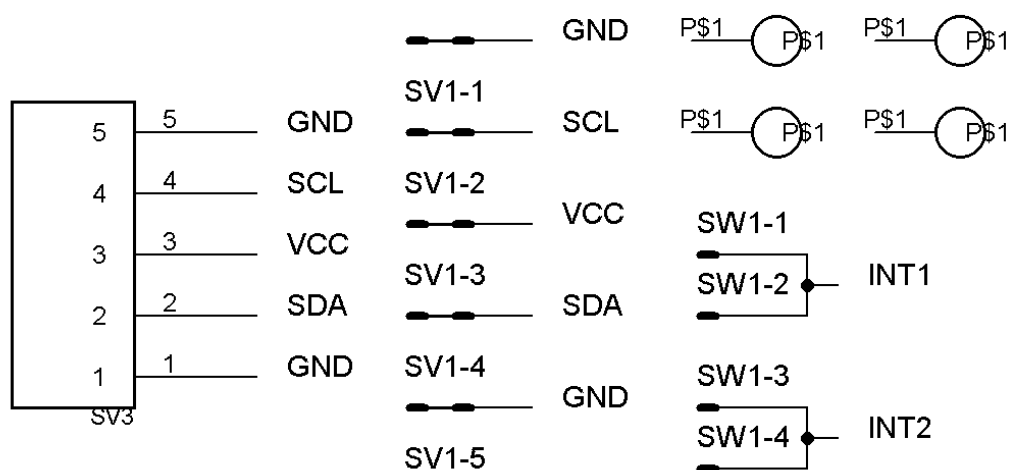 GND
P$1
P$1
P$1
P$1
SV1-1
5
5
GND
SCL
P$1
P$1
P$1
P$1
4
4
SCL
SV1-2
VCC
SW1-1
3
3
VCC
SV1-3
SW1-2
INT1
2
2
SDA
SDA
1
1
GND
SV1-4
SW1-3
GND
SV3
SW1-4
INT2
SV1-5